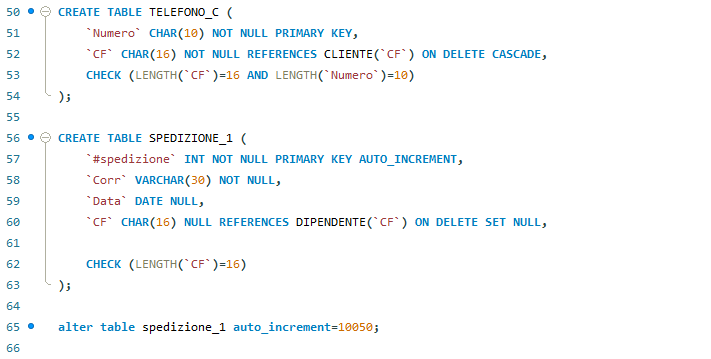 50 CREATE TABLE TELEFONO_C (
51 `Numero` CHAR(10) NOT NULL PRIMARY KEY,
52 `CF` CHAR(16) NOT NULL REFERENCES CLIENTE(`CF`) ON DELETE CASCADE,
53 CHECK (LENGTH(`CF`)=16 AND LENGTH(`Numero`)=10)
54 );
55
56 CREATE TABLE SPEDIZIONE_1 (
57 `#spedizione` INT NOT NULL PRIMARY KEY AUTO_INCREMENT,
58 `Corr` VARCHAR(30) NOT NULL,
59 `Data` DATE NULL,
60 `CF` CHAR(16) NULL REFERENCES DIPENDENTE(`CF`) ON DELETE SET NULL,
61
62 CHECK (LENGTH(`CF`)=16)
63 );
64
65 alter table spedizione_1 auto_increment=10050;
66